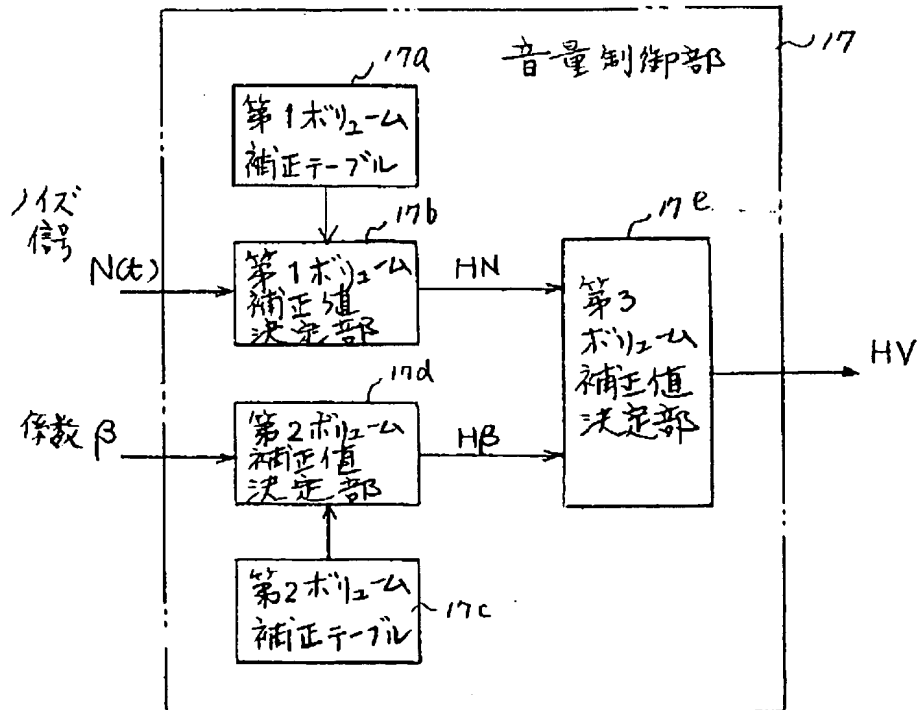 音量制御部
17
17a
第1ボリューム
補正テーブル
ノイズ
信号
N(t)
17b
第1ボリューム
補正値
決定部
HN
17e
第3
ボリューム
補正値
決定部
HV
係数 β
17d
第2ボリューム
補正値
決定部
Hβ
第2ボリューム
補正テーブル
17c